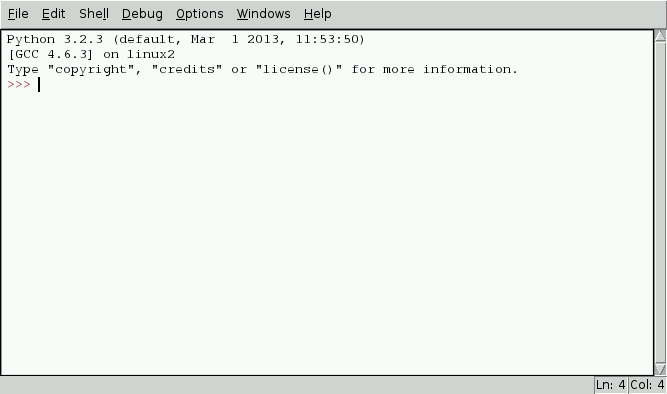 File Edit Shell Debug Options Windows Help
Python 3.2.3 (default, Mar  1 2013, 11:53:50)
[GCC 4.6.3] on linux2
Type "copyright", "credits" or "license()" for more information.
>>>
Ln: 4 Col: 4